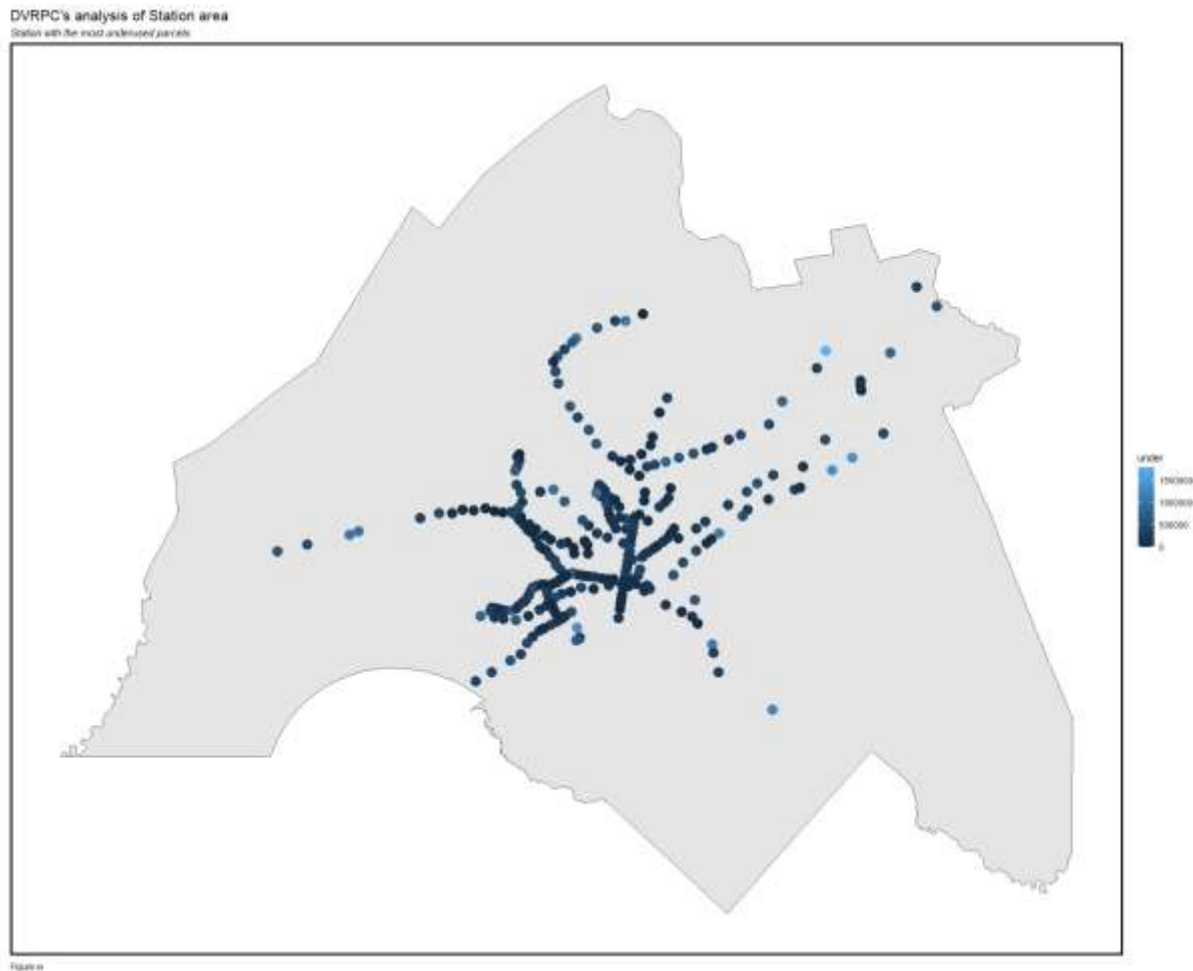 DVRPC's analysis of Station area
Station with the most underused parcels
under
1500000
1000000
500000
0